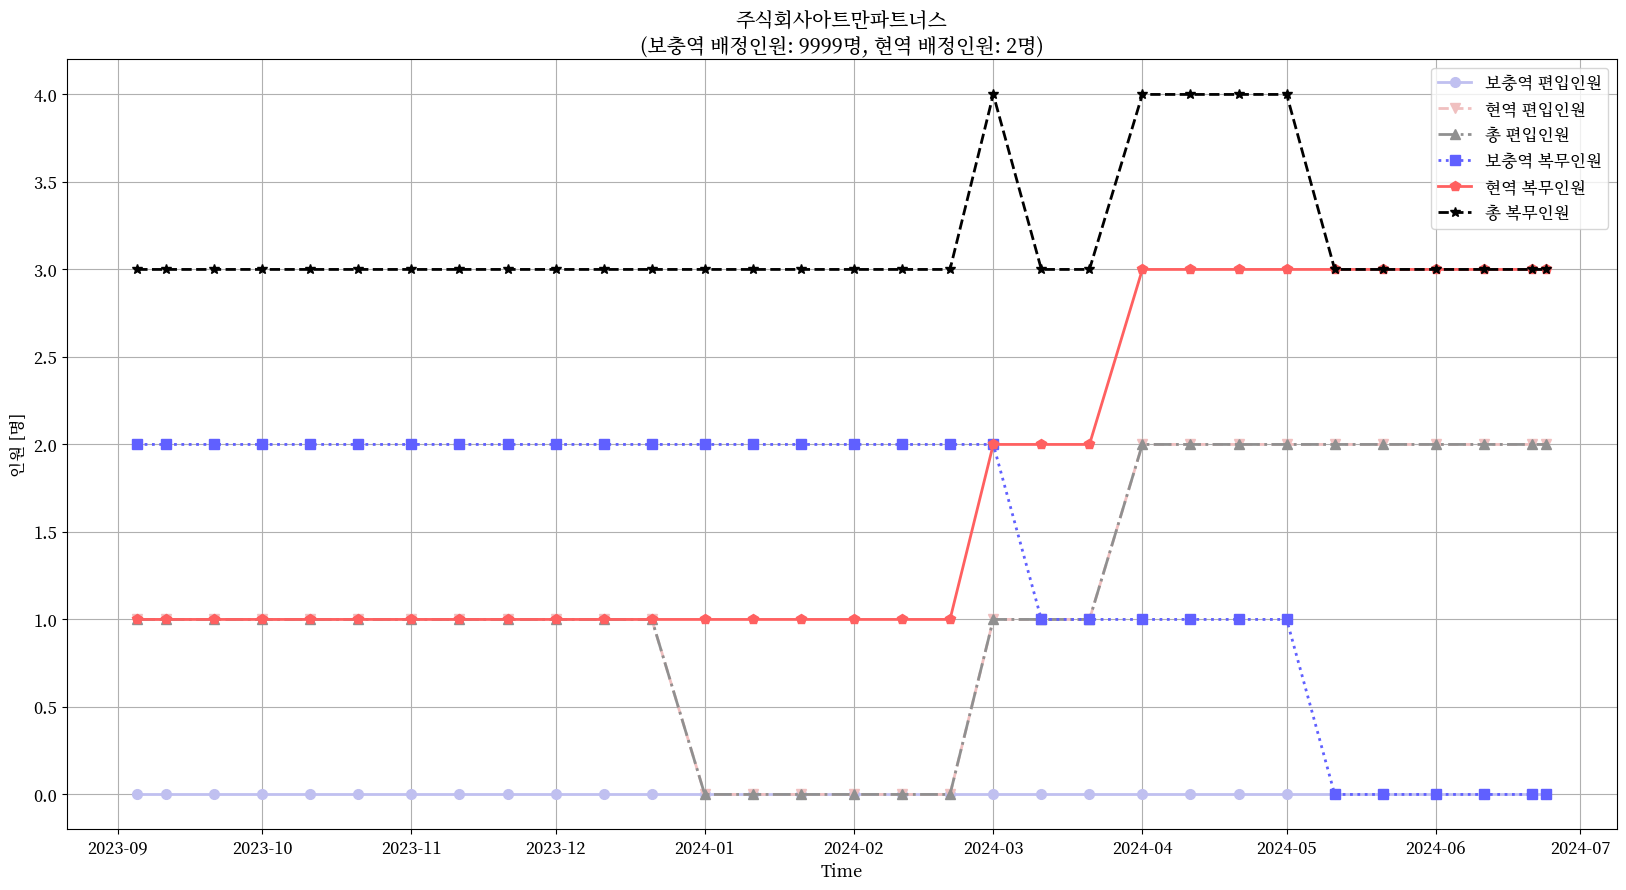 주식회사아트만파트너스
(보충역 배정인원: 9999명, 현역 배정인원: 2명)
보충역 편입인원
현역 편입인원
총 편입인원
보충역 복무인원
현역 복무인원
총 복무인원
인원 [명]
4.0
3.5
3.0
2.5
2.0
1.5
1.0
0.5
0.0
2023-09 2023-10 2023-11 2023-12 2024-01 2024-02 2024-03 2024-04 2024-05 2024-06 2024-07
Time